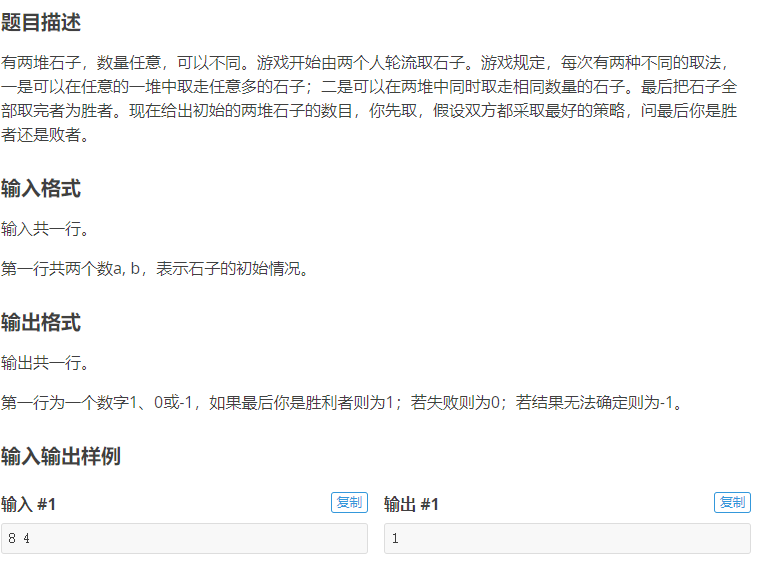 题目描述
有两堆石子，数量任意，可以不同。游戏开始由两个人轮流取石子。游戏规定，每次有两种不同的取法，
一是可以在任意的一堆中取走任意多的石子；二是可以在两堆中同时取走相同数量的石子。最后把石子全
部取完者为胜者。现在给出初始的两堆石子的数目，你先取，假设双方都采取最好的策略，问最后你是胜
者还是败者。
输入格式
输入共一行。
第一行共两个数a, b，表示石子的初始情况。
输出格式
输出共一行。
第一行为一个数字1、0或-1，如果最后你是胜利者则为1；若失败则为0；若结果无法确定则为-1。
输入输出样例
输入 #1 复制 输出 #1 复制
8 4 1